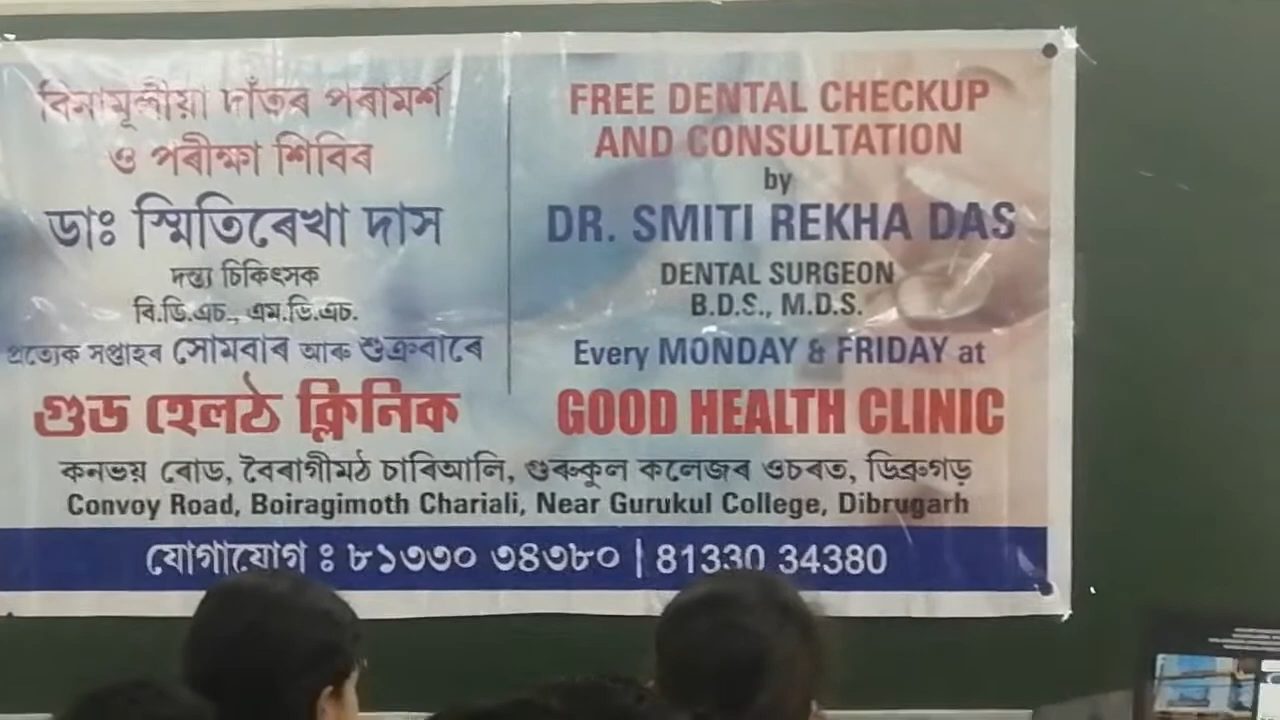 বিনামূলীয়া দাঁতৰ পৰামৰ্শ
ও পৰীক্ষা শিবিৰ
ডাঃ স্মিতিৰেখা দাস
দন্ত্য চিকিৎসক
বি.ডি.এচ., এম.ডি.এচ.
প্ৰত্যেক সপ্তাহৰ সোমবাৰ আৰু শুক্ৰবাৰে
গুড হেলঠ ক্লিনিক
FREE DENTAL CHECKUP
AND CONSULTATION
by
DR. SMITI REKHA DAS
DENTAL SURGEON
B.D.S., M.D.S.
Every MONDAY & FRIDAY at
GOOD HEALTH CLINIC
কনভয় ৰোড, বৈৰাগীমঠ চাৰিআলি, গুৰুকুল কলেজৰ ওচৰত, ডিব্ৰুগড়
Convoy Road, Boiragimoth Chariali, Near Gurukul College, Dibrugarh
যোগাযোগ ঃ ৮১৩৩০ ৩৪৩৮০ | 81330 34380